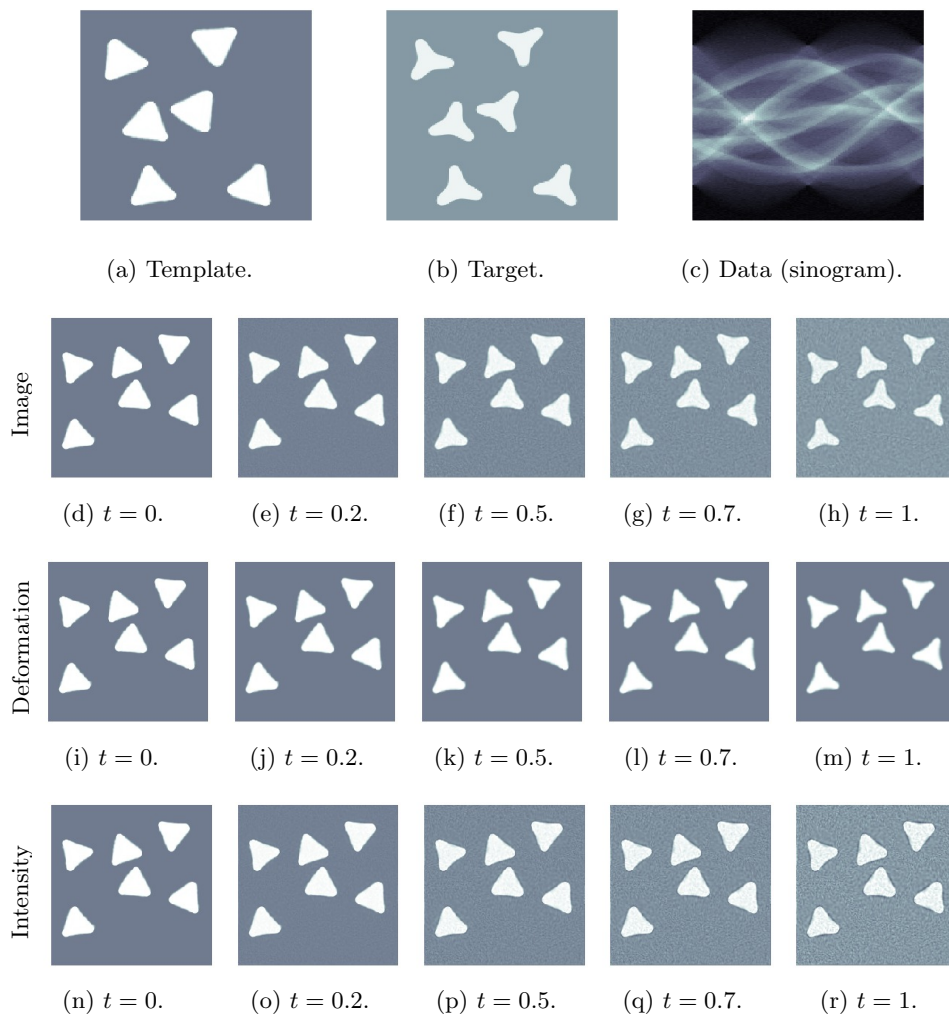 (a) Template.
(b) Target.
(c) Data (sinogram).
Image
(d) t = 0.
(e) t = 0.2.
(f) t = 0.5.
(g) t = 0.7.
(h) t = 1.
Deformation
(i) t = 0.
(j) t = 0.2.
(k) t = 0.5.
(l) t = 0.7.
(m) t = 1.
Intensity
(n) t = 0.
(o) t = 0.2.
(p) t = 0.5.
(q) t = 0.7.
(r) t = 1.